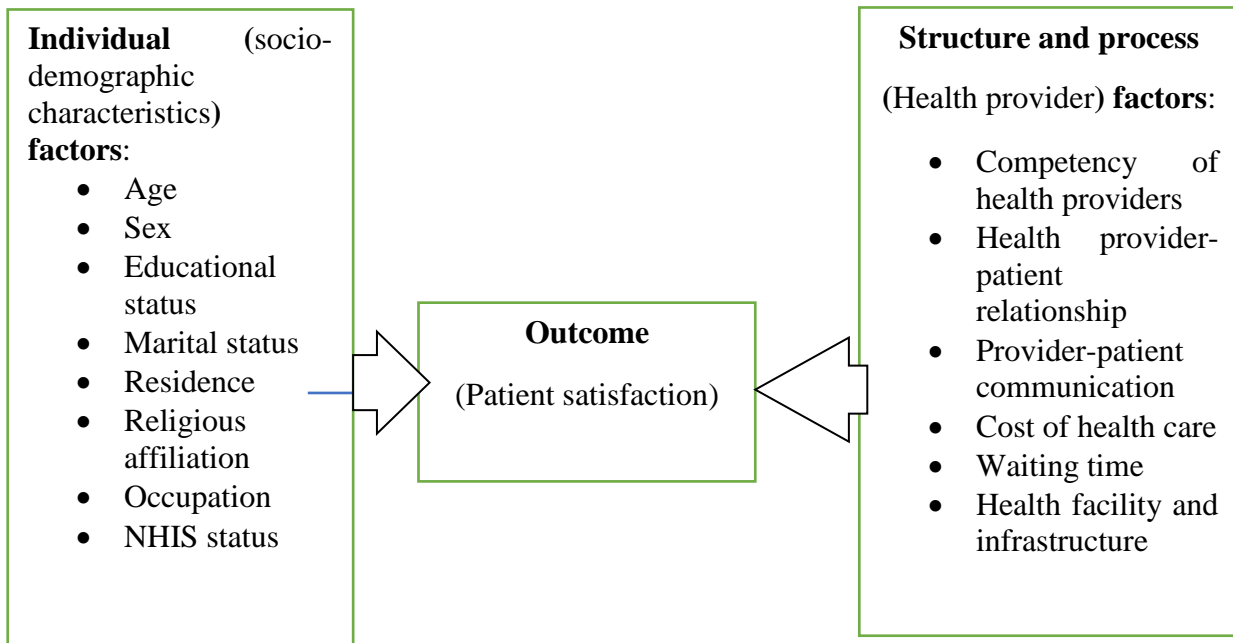 Individual (socio-
demographic
characteristics)
factors:
• Age
• Sex
• Educational
status
• Marital status
• Residence
• Religious
affiliation
• Occupation
• NHIS status
Outcome
(Patient satisfaction)
Structure and process
(Health provider) factors:
• Competency of
health providers
• Health provider-
patient
relationship
• Provider-patient
communication
• Cost of health care
• Waiting time
• Health facility and
infrastructure